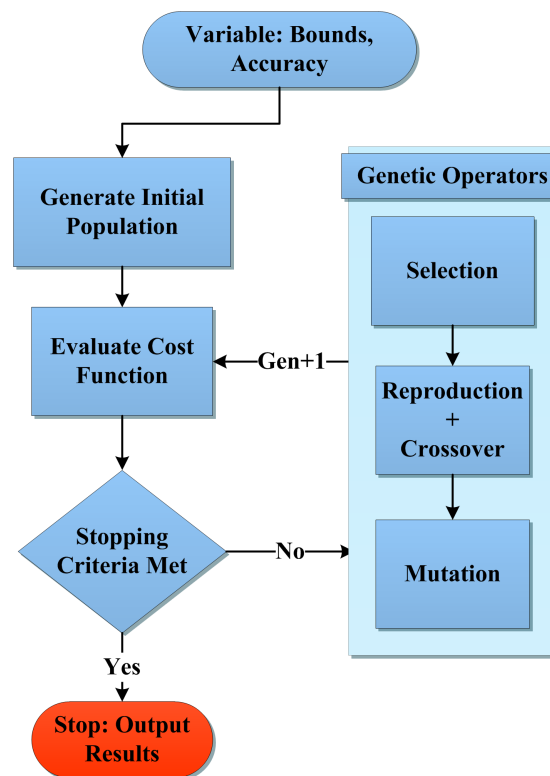 Variable: Bounds,
Accuracy
Generate Initial
Population
Evaluate Cost
Function
Stopping
Criteria Met
Yes
Stop: Output
Results
No
Gen+1
Genetic Operators
Selection
Reproduction
+
Crossover
Mutation